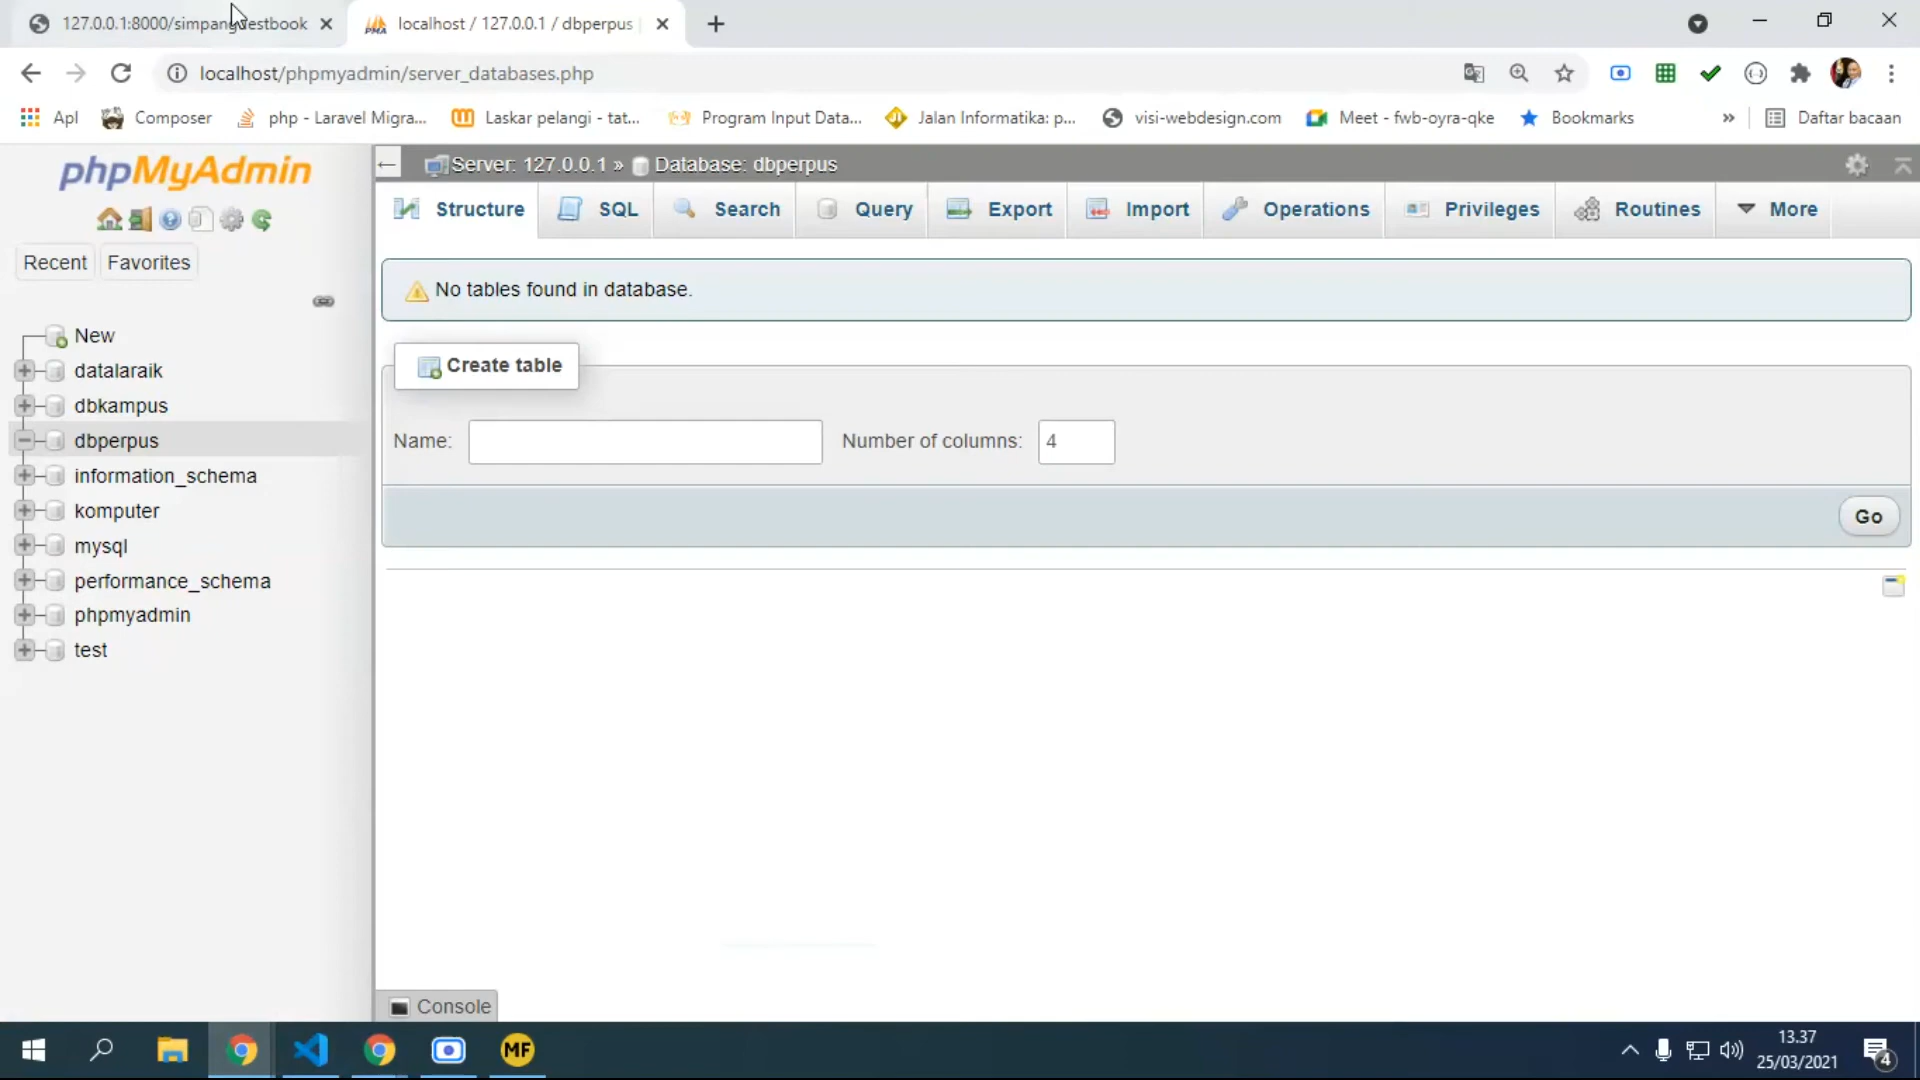 127.0.0.1:8000/simpanguestbook
localhost / 127.0.0.1 / dbperpus
localhost/phpmyadmin/server_databases.php
Apl
Composer
php - Laravel Migra...
Laskar pelangi - tat...
Program Input Data...
Jalan Informatika: p...
visi-webdesign.com
Meet - fwb-oyra-qke
Bookmarks
»
Daftar bacaan
phpMyAdmin
Recent
Favorites
New
datalaraik
dbkampus
dbperpus
information_schema
komputer
mysql
performance_schema
phpmyadmin
test
Server: 127.0.0.1 » Database: dbperpus
Structure
SQL
Search
Query
Export
Import
Operations
Privileges
Routines
More
No tables found in database.
Create table
Name:
Number of columns: 4
Go
Console
MF
13.37
25/03/2021
4